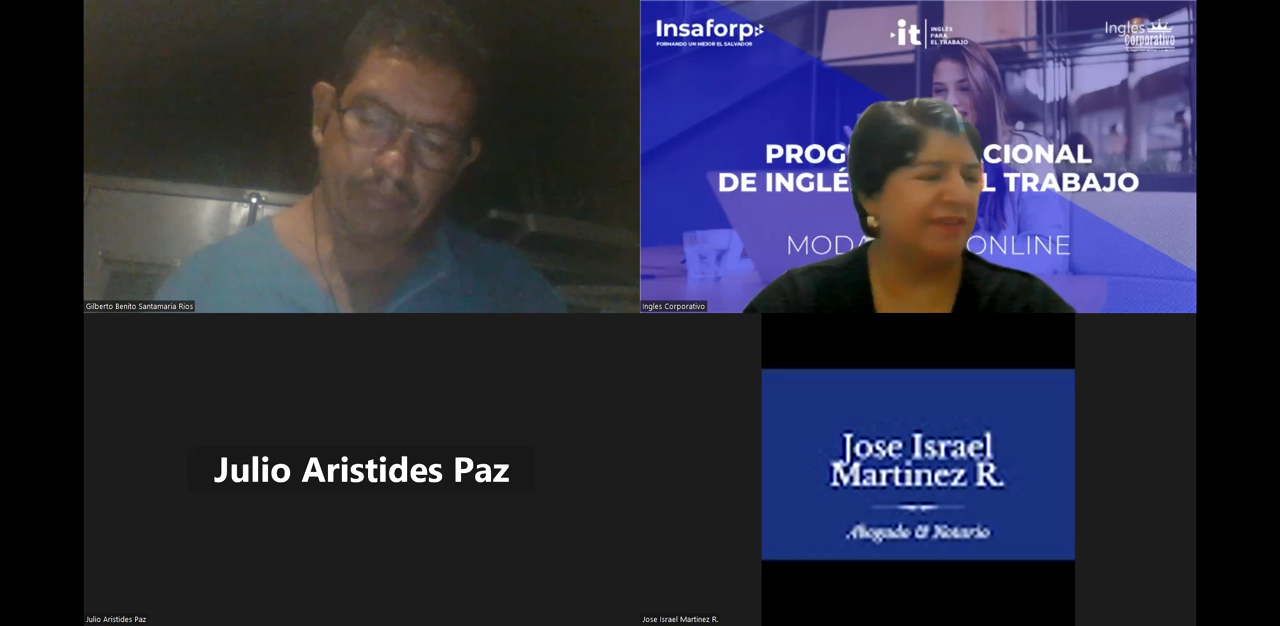 Insaforp
FORMANDO UN MEJOR EL SALVADOR
it
INGLÉS
PARA
EL TRABAJO
Inglés
Corporativo
PROG CIONAL
DE INGLÉ L TRABAJO
MODA ONLINE
Gilberto Benito Santamaria Rios
Ingles Corporativo
Julio Aristides Paz
Jose Israel
Martinez R.
Abogado & Notario
Julio Aristides Paz
Jose Israel Martinez R.